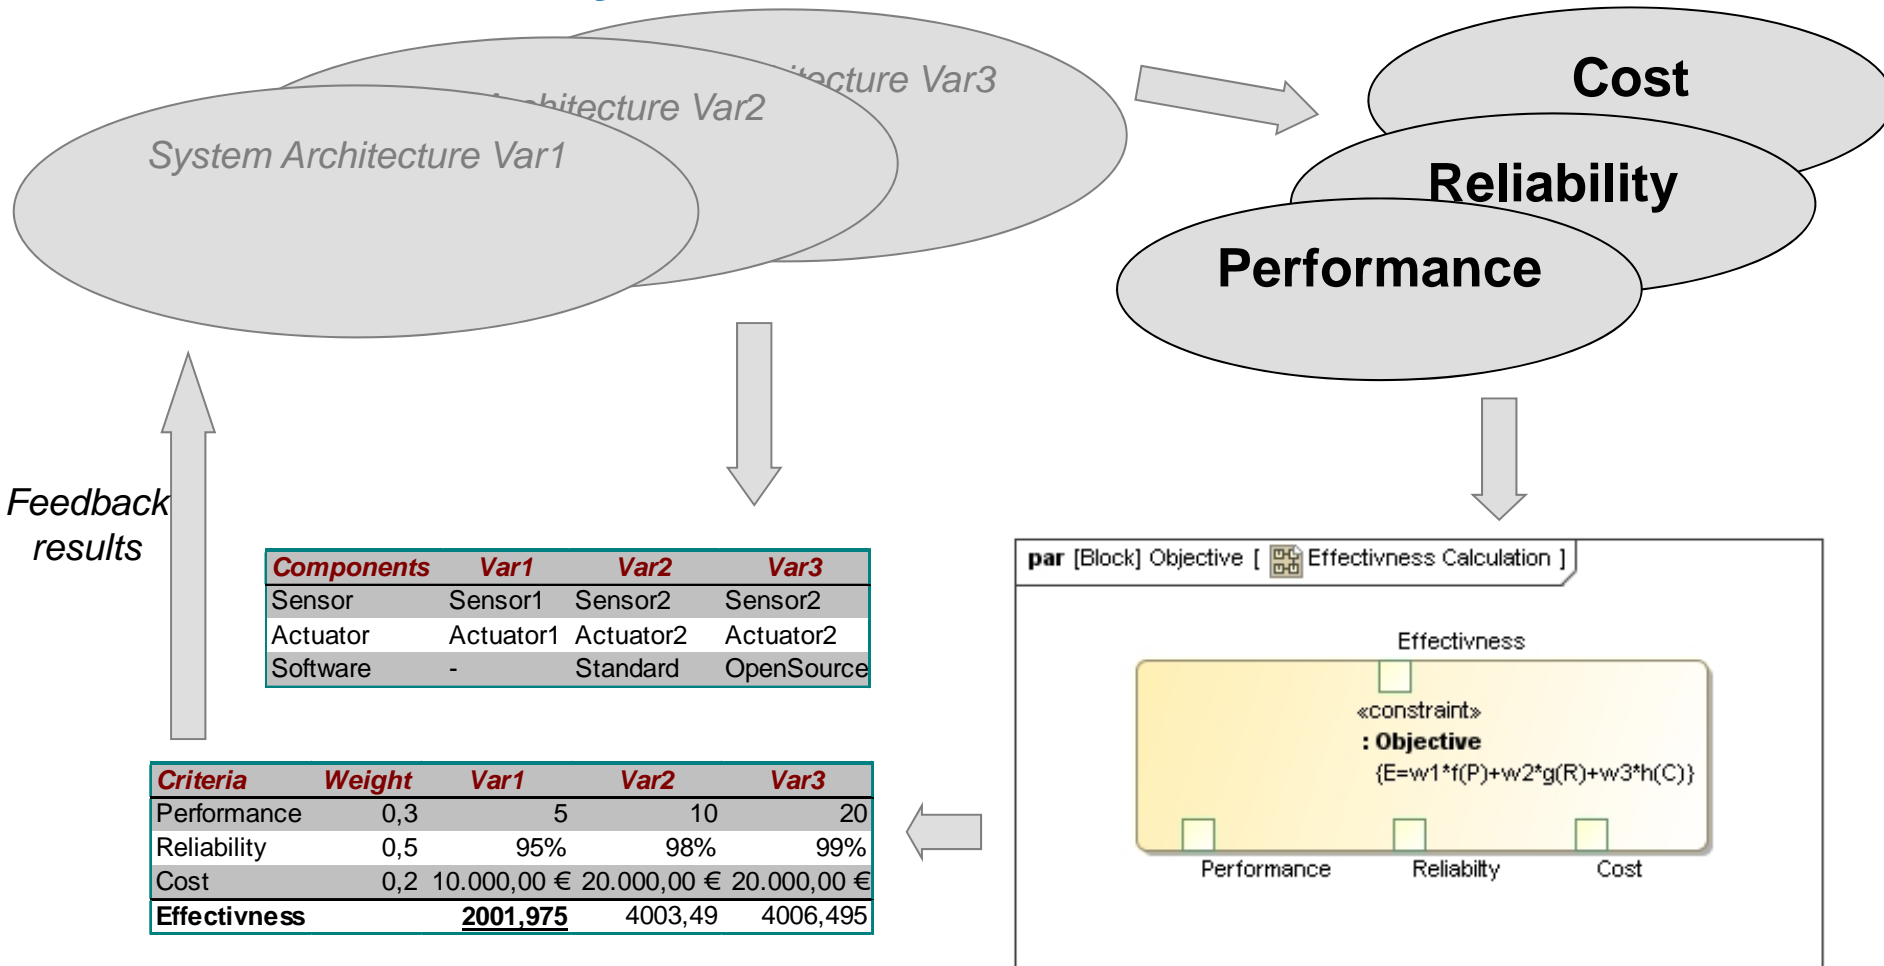 Architecture Var3
Architecture Var2
System Architecture Var1
Cost
Reliability
Performance
Feedback
results
Components Var1 Var2 Var3
Sensor Sensor1 Sensor2 Sensor2
Actuator Actuator1 Actuator2 Actuator2
Software - Standard OpenSource
Criteria Weight Var1 Var2 Var3
Performance 0,3 5 10 20
Reliability 0,5 95% 98% 99%
Cost 0,2 10.000,00 € 20.000,00 € 20.000,00 €
Effectivness 2001,975 4003,49 4006,495
par [Block] Objective [ Effectivness Calculation ]
Effectivness
«constraint»
: Objective
{E=w1*f(P)+w2*g(R)+w3*h(C)}
Performance Reliabilty Cost